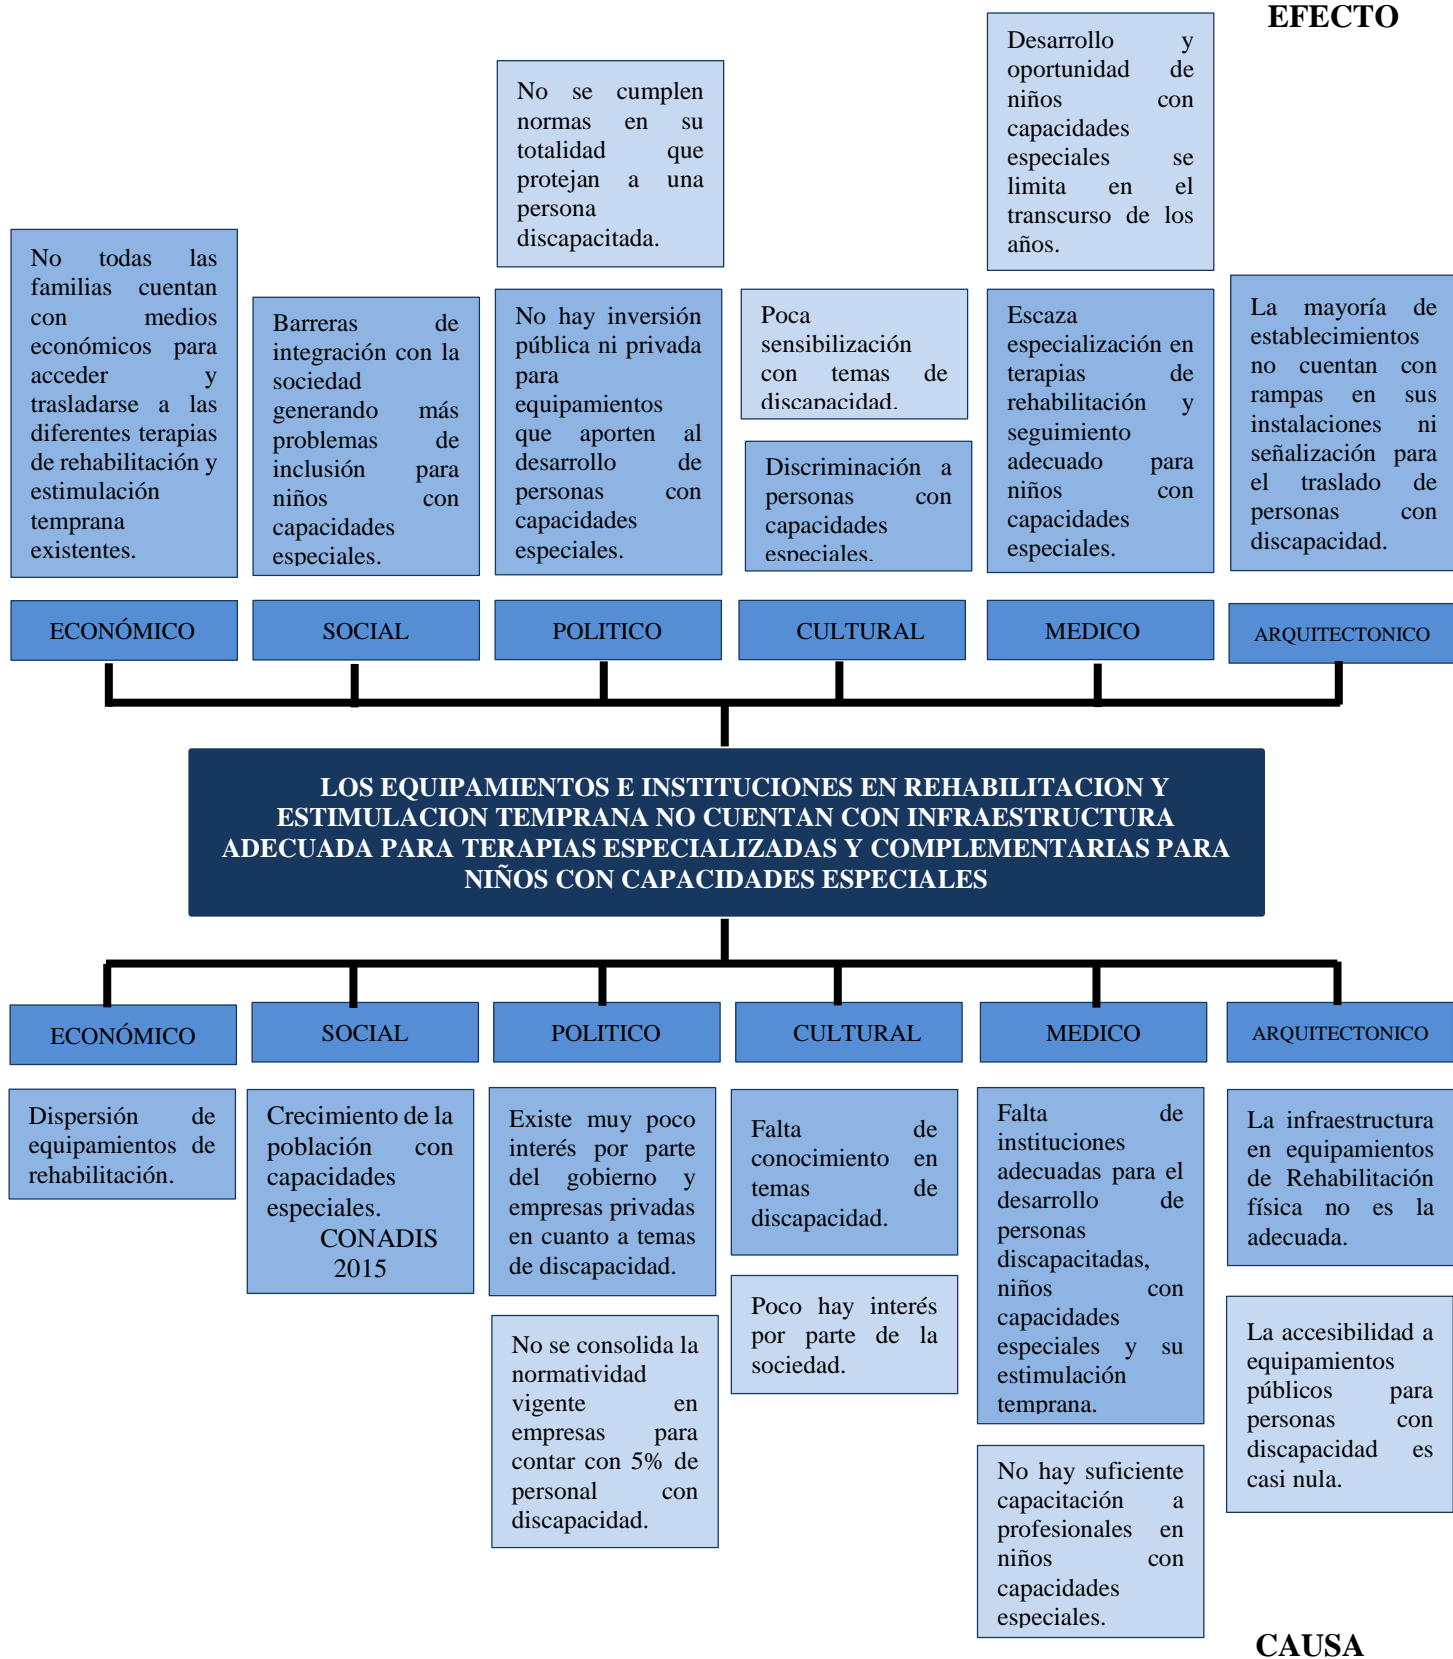 EFECTO
Desarrollo y
oportunidad de
niños con
capacidades
especiales se
limita en el
transcurso de los
años.
No se cumplen
normas en su
totalidad que
protejan a una
persona
discapacitada.
No todas las
familias cuentan
con medios
económicos para
acceder y
trasladarse a las
diferentes terapias
de rehabilitación y
estimulación
temprana
existentes.
Barreras de
integración con la
sociedad
generando más
problemas de
inclusión para
niños con
capacidades
especiales.
No hay inversión
pública ni privada
para
equipamientos
que aporten al
desarrollo de
personas con
capacidades
especiales.
Poca
sensibilización
con temas de
discapacidad.
Discriminación a
personas con
capacidades
especiales.
Escaza
especialización en
terapias de
rehabilitación y
seguimiento
adecuado para
niños con
capacidades
especiales.
La mayoría de
establecimientos
no cuentan con
rampas en sus
instalaciones ni
señalización para
el traslado de
personas con
discapacidad.
ECONÓMICO
SOCIAL
POLITICO
CULTURAL
MEDICO
ARQUITECTONICO
LOS EQUIPAMIENTOS E INSTITUCIONES EN REHABILITACION Y
ESTIMULACION TEMPRANA NO CUENTAN CON INFRAESTRUCTURA
ADECUADA PARA TERAPIAS ESPECIALIZADAS Y COMPLEMENTARIAS PARA
NIÑOS CON CAPACIDADES ESPECIALES
ECONÓMICO
SOCIAL
POLITICO
CULTURAL
MEDICO
ARQUITECTONICO
Dispersión de
equipamientos de
rehabilitación.
Crecimiento de la
población con
capacidades
especiales.
CONADIS
2015
Existe muy poco
interés por parte
del gobierno y
empresas privadas
en cuanto a temas
de discapacidad.
No se consolida la
normatividad
vigente en
empresas para
contar con 5% de
personal con
discapacidad.
Falta de
conocimiento en
temas de
discapacidad.
Poco hay interés
por parte de la
sociedad.
Falta de
instituciones
adecuadas para el
desarrollo de
personas
discapacitadas,
niños con
capacidades
especiales y su
estimulación
temprana.
No hay suficiente
capacitación a
profesionales en
niños con
capacidades
especiales.
La infraestructura
en equipamientos
de Rehabilitación
física no es la
adecuada.
La accesibilidad a
equipamientos
públicos para
personas con
discapacidad es
casi nula.
CAUSA